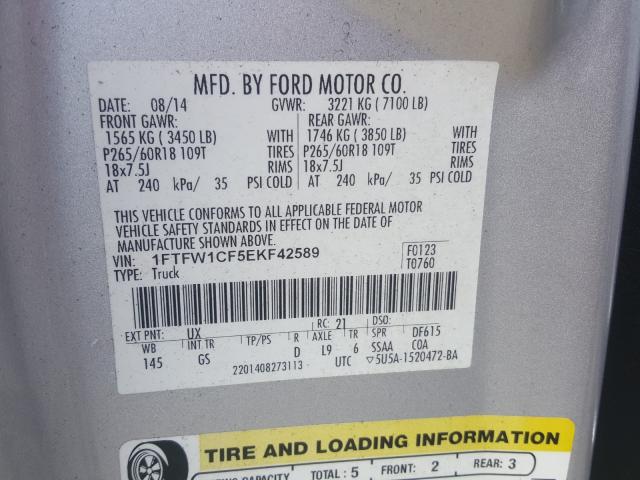 MFD. BY FORD MOTOR CO.
DATE: 08/14 GVWR: 3221 KG ( 7100 LB)
FRONT GAWR: REAR GAWR:
1565 KG ( 3450 LB) WITH 1746 KG ( 3850 LB) WITH
P265/60R18 109T TIRES P265/60R18 109T TIRES
18x7.5J RIMS 18x7.5J RIMS
AT 240 kPa/ 35 PSI COLD AT 240 kPa/ 35 PSI COLD
THIS VEHICLE CONFORMS TO ALL APPLICABLE FEDERAL MOTOR
VEHICLE SAFETY STANDARDS IN EFFECT ON THE DATE OF
MANUFACTURE SHOWN ABOVE.
VIN: 1FTFW1CF5EKF42589 F0123
TYPE: Truck T0760
EXT PNT: UX RC: 21 DSO:
WB INT TR TP/PS R AXLE TR SPR DF615
145 GS D L9 6 SSAA COA
2201408273113 UTC ▽5U5A-1520472-BA
TIRE AND LOADING INFORMATION
CAPACITY TOTAL : 5 FRONT: 2 REAR: 3